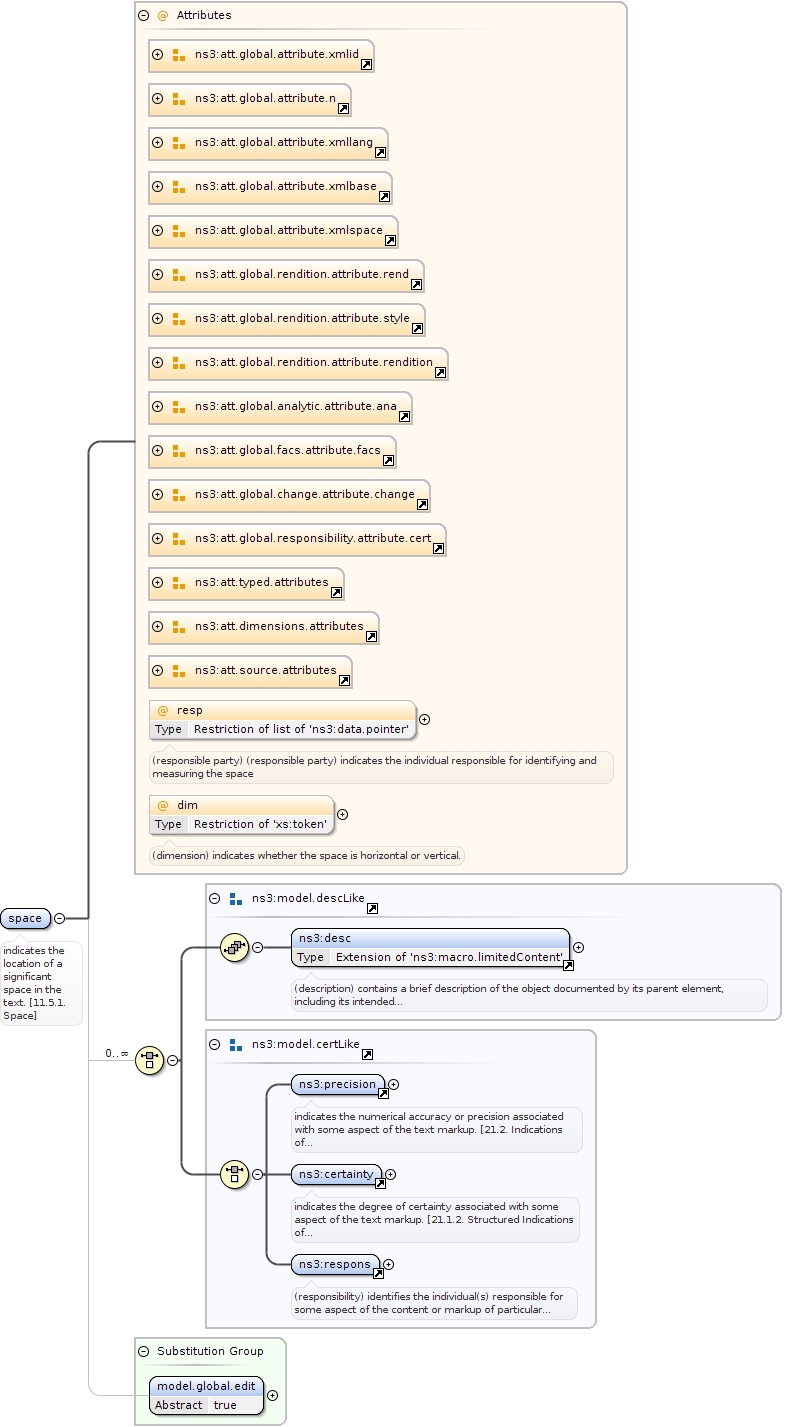 Attributes
ns3:att.global.attribute.xmlid
ns3:att.global.attribute.n
ns3:att.global.attribute.xmllang
ns3:att.global.attribute.xmlbase
ns3:att.global.attribute.xmlspace
ns3:att.global.rendition.attribute.rend
ns3:att.global.rendition.attribute.style
ns3:att.global.rendition.attribute.rendition
ns3:att.global.analytic.attribute.ana
ns3:att.global.facs.attribute.facs
ns3:att.global.change.attribute.change
ns3:att.global.responsibility.attribute.cert
ns3:att.typed.attributes
ns3:att.dimensions.attributes
ns3:att.source.attributes
@ resp
Type Restriction of list of 'ns3:data.pointer'
(responsible party) (responsible party) indicates the individual responsible for identifying and
measuring the space
@ dim
Type Restriction of 'xs:token'
(dimension) indicates whether the space is horizontal or vertical.
space
indicates the
location of a
significant
space in the
text. [11.5.1.
Space]
0..∞
ns3:model.descLike
ns3:desc
Type Extension of 'ns3:macro.limitedContent'
(description) contains a brief description of the object documented by its parent element,
including its intended...
ns3:model.certLike
ns3:precision
indicates the numerical accuracy or precision associated
with some aspect of the text markup. [21.2. Indications
of...
ns3:certainty
indicates the degree of certainty associated with some
aspect of the text markup. [21.1.2. Structured Indications
of...
ns3:respons
(responsibility) identifies the individual(s) responsible for
some aspect of the content or markup of particular...
Substitution Group
model.global.edit
Abstract true